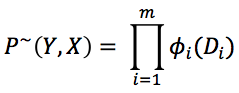 P~(Y,X) = ∏_{i=1}^{m} ϕ_i(D_i)